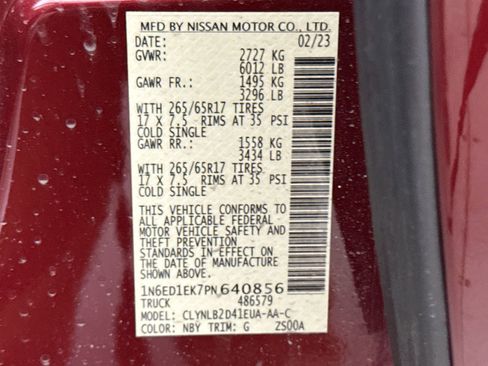 MFD BY NISSAN MOTOR CO., LTD.
DATE: 02/23
GVWR: 2727 KG
6012 LB
GAWR FR.: 1495 KG
3296 LB
WITH 265/65R17 TIRES
17 X 7.5 RIMS AT 35 PSI
COLD SINGLE
GAWR RR.: 1558 KG
3434 LB
WITH 265/65R17 TIRES
17 X 7.5 RIMS AT 35 PSI
COLD SINGLE
THIS VEHICLE CONFORMS TO
ALL APPLICABLE FEDERAL
MOTOR VEHICLE SAFETY AND
THEFT PREVENTION
STANDARDS IN EFFECT ON
THE DATE OF MANUFACTURE
SHOWN ABOVE.
1N6ED1EK7PN640856
TRUCK 486579
MODEL: CLYNLB2D41EUA-AA-C
COLOR: NBY TRIM: G ZS00A